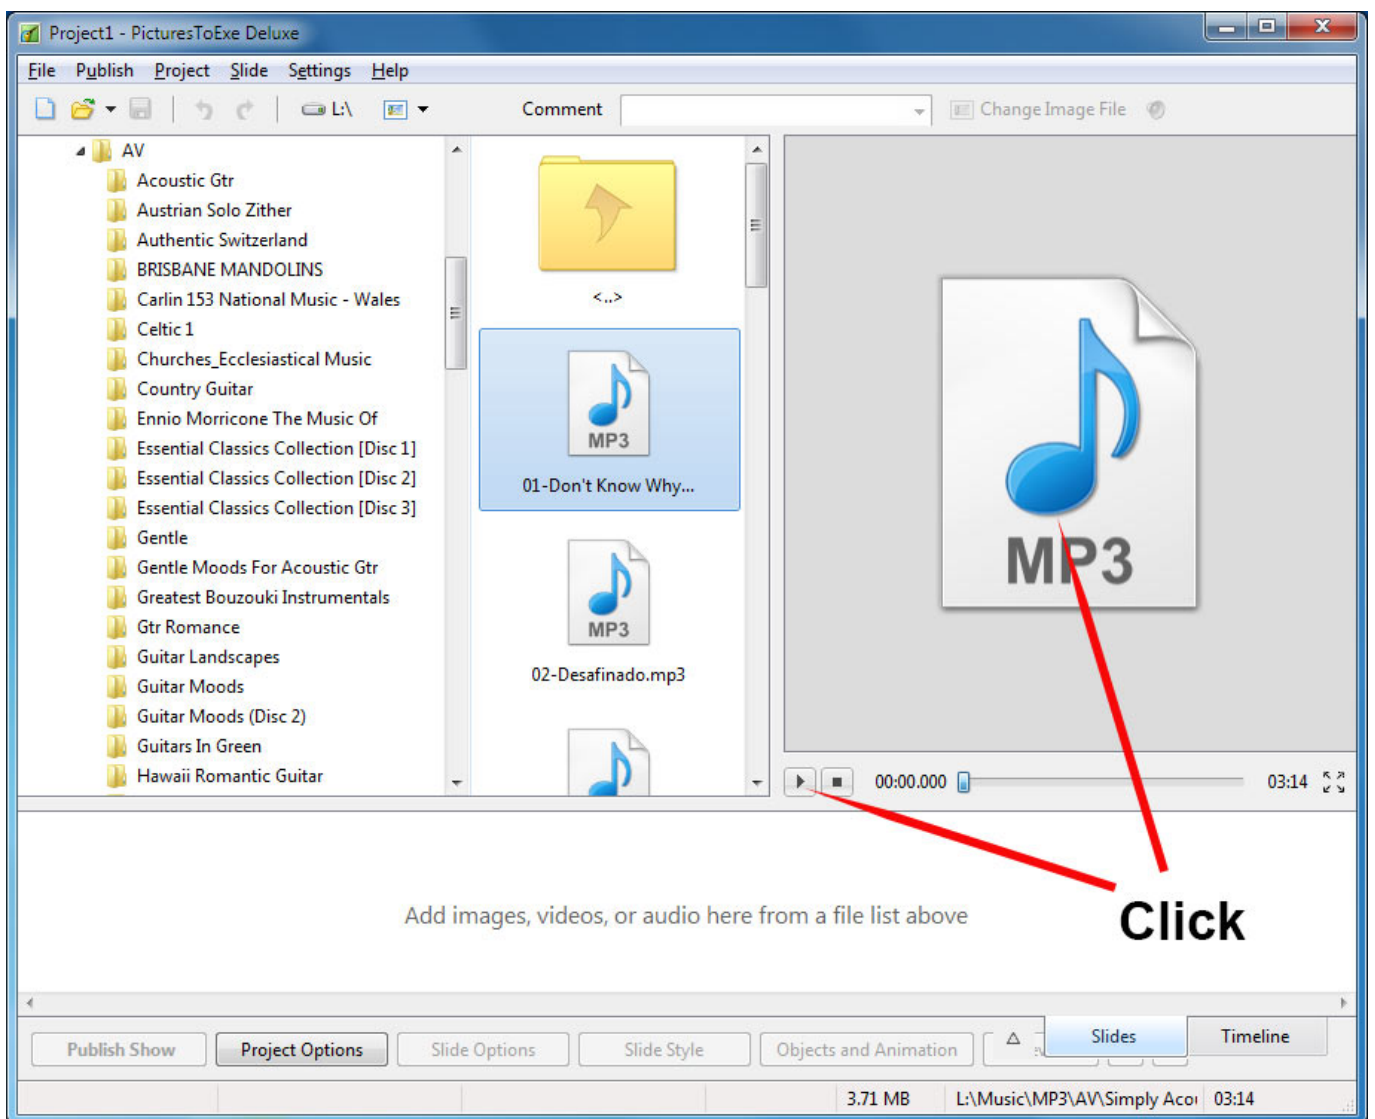 Project1 - PicturesToExe Deluxe
File Publish Project Slide Settings Help
L:\ Comment Change Image File
AV
Acoustic Gtr
Austrian Solo Zither
Authentic Switzerland
BRISBANE MANDOLINS
Carlin 153 National Music - Wales
Celtic 1
Churches_Ecclesiastical Music
Country Guitar
Ennio Morricone The Music Of
Essential Classics Collection [Disc 1]
Essential Classics Collection [Disc 2]
Essential Classics Collection [Disc 3]
Gentle
Gentle Moods For Acoustic Gtr
Greatest Bouzouki Instrumentals
Gtr Romance
Guitar Landscapes
Guitar Moods
Guitar Moods (Disc 2)
Guitars In Green
Hawaii Romantic Guitar
<..>
MP3
01-Don't Know Why...
MP3
02-Desafinado.mp3
MP3
00:00.000 03:14
Click
Add images, videos, or audio here from a file list above
Publish Show Project Options Slide Options Slide Style Objects and Animation Slides Timeline
3.71 MB L:\Music\MP3\AV\Simply Acou 03:14